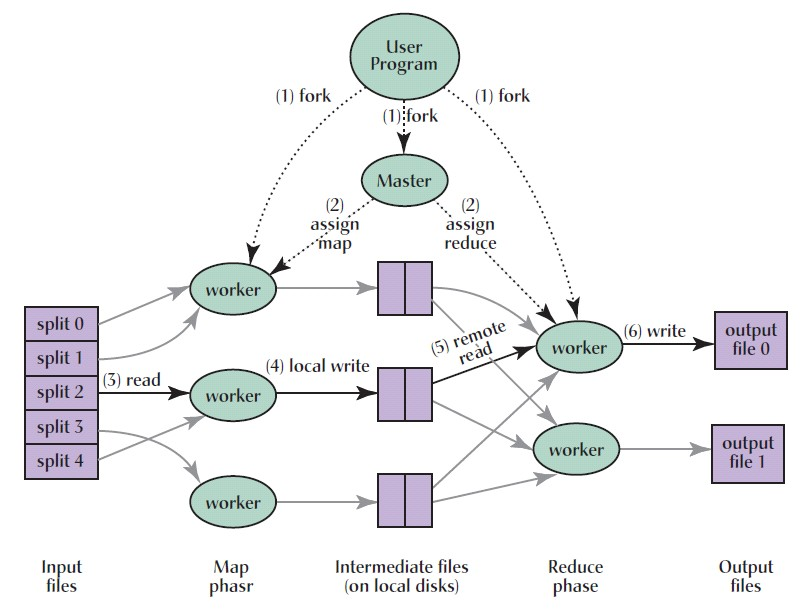 User
Program
(1) fork
(1) fork
(1) fork
Master
(2)
assign
map
(2)
assign
reduce
worker
split 0
split 1
split 2
split 3
split 4
(3) read
worker
(4) local write
worker
(5) remote
read
worker
(6) write
output
file 0
worker
output
file 1
Input
files
Map
phasr
Intermediate files
(on local disks)
Reduce
phase
Output
files